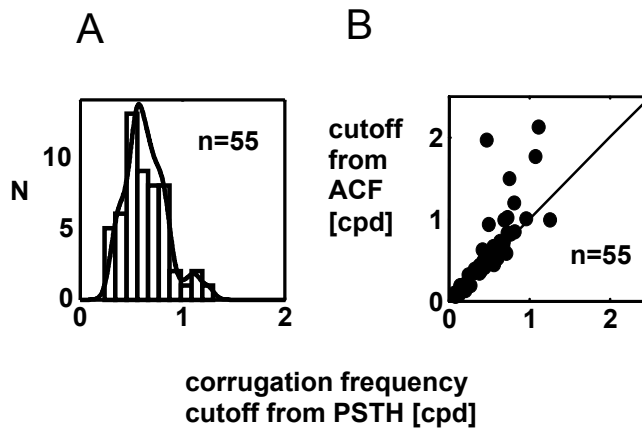 A
B
N
10
5
0
n=55
0
1
2
cutoff
from
ACF
[cpd]
2
1
0
n=55
0
1
2
corrugation frequency
cutoff from PSTH [cpd]